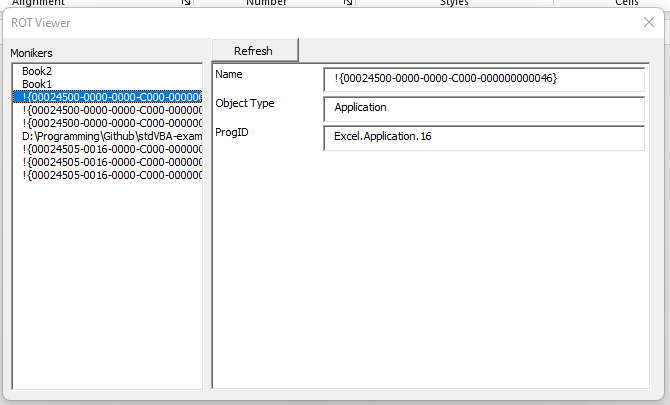 Alignment Number Styles Cells
ROT Viewer
Monikers
Refresh
Book2
Book1
!{00024500-0000-0000-C000-000000
!{00024500-0000-0000-C000-000000
!{00024500-0000-0000-C000-000000
D:\Programming\Github\stdVBA-exam
!{00024505-0016-0000-C000-000000
!{00024505-0016-0000-C000-000000
!{00024505-0016-0000-C000-000000
Name !{00024500-0000-0000-C000-000000000046}
Object Type Application
ProgID Excel.Application.16